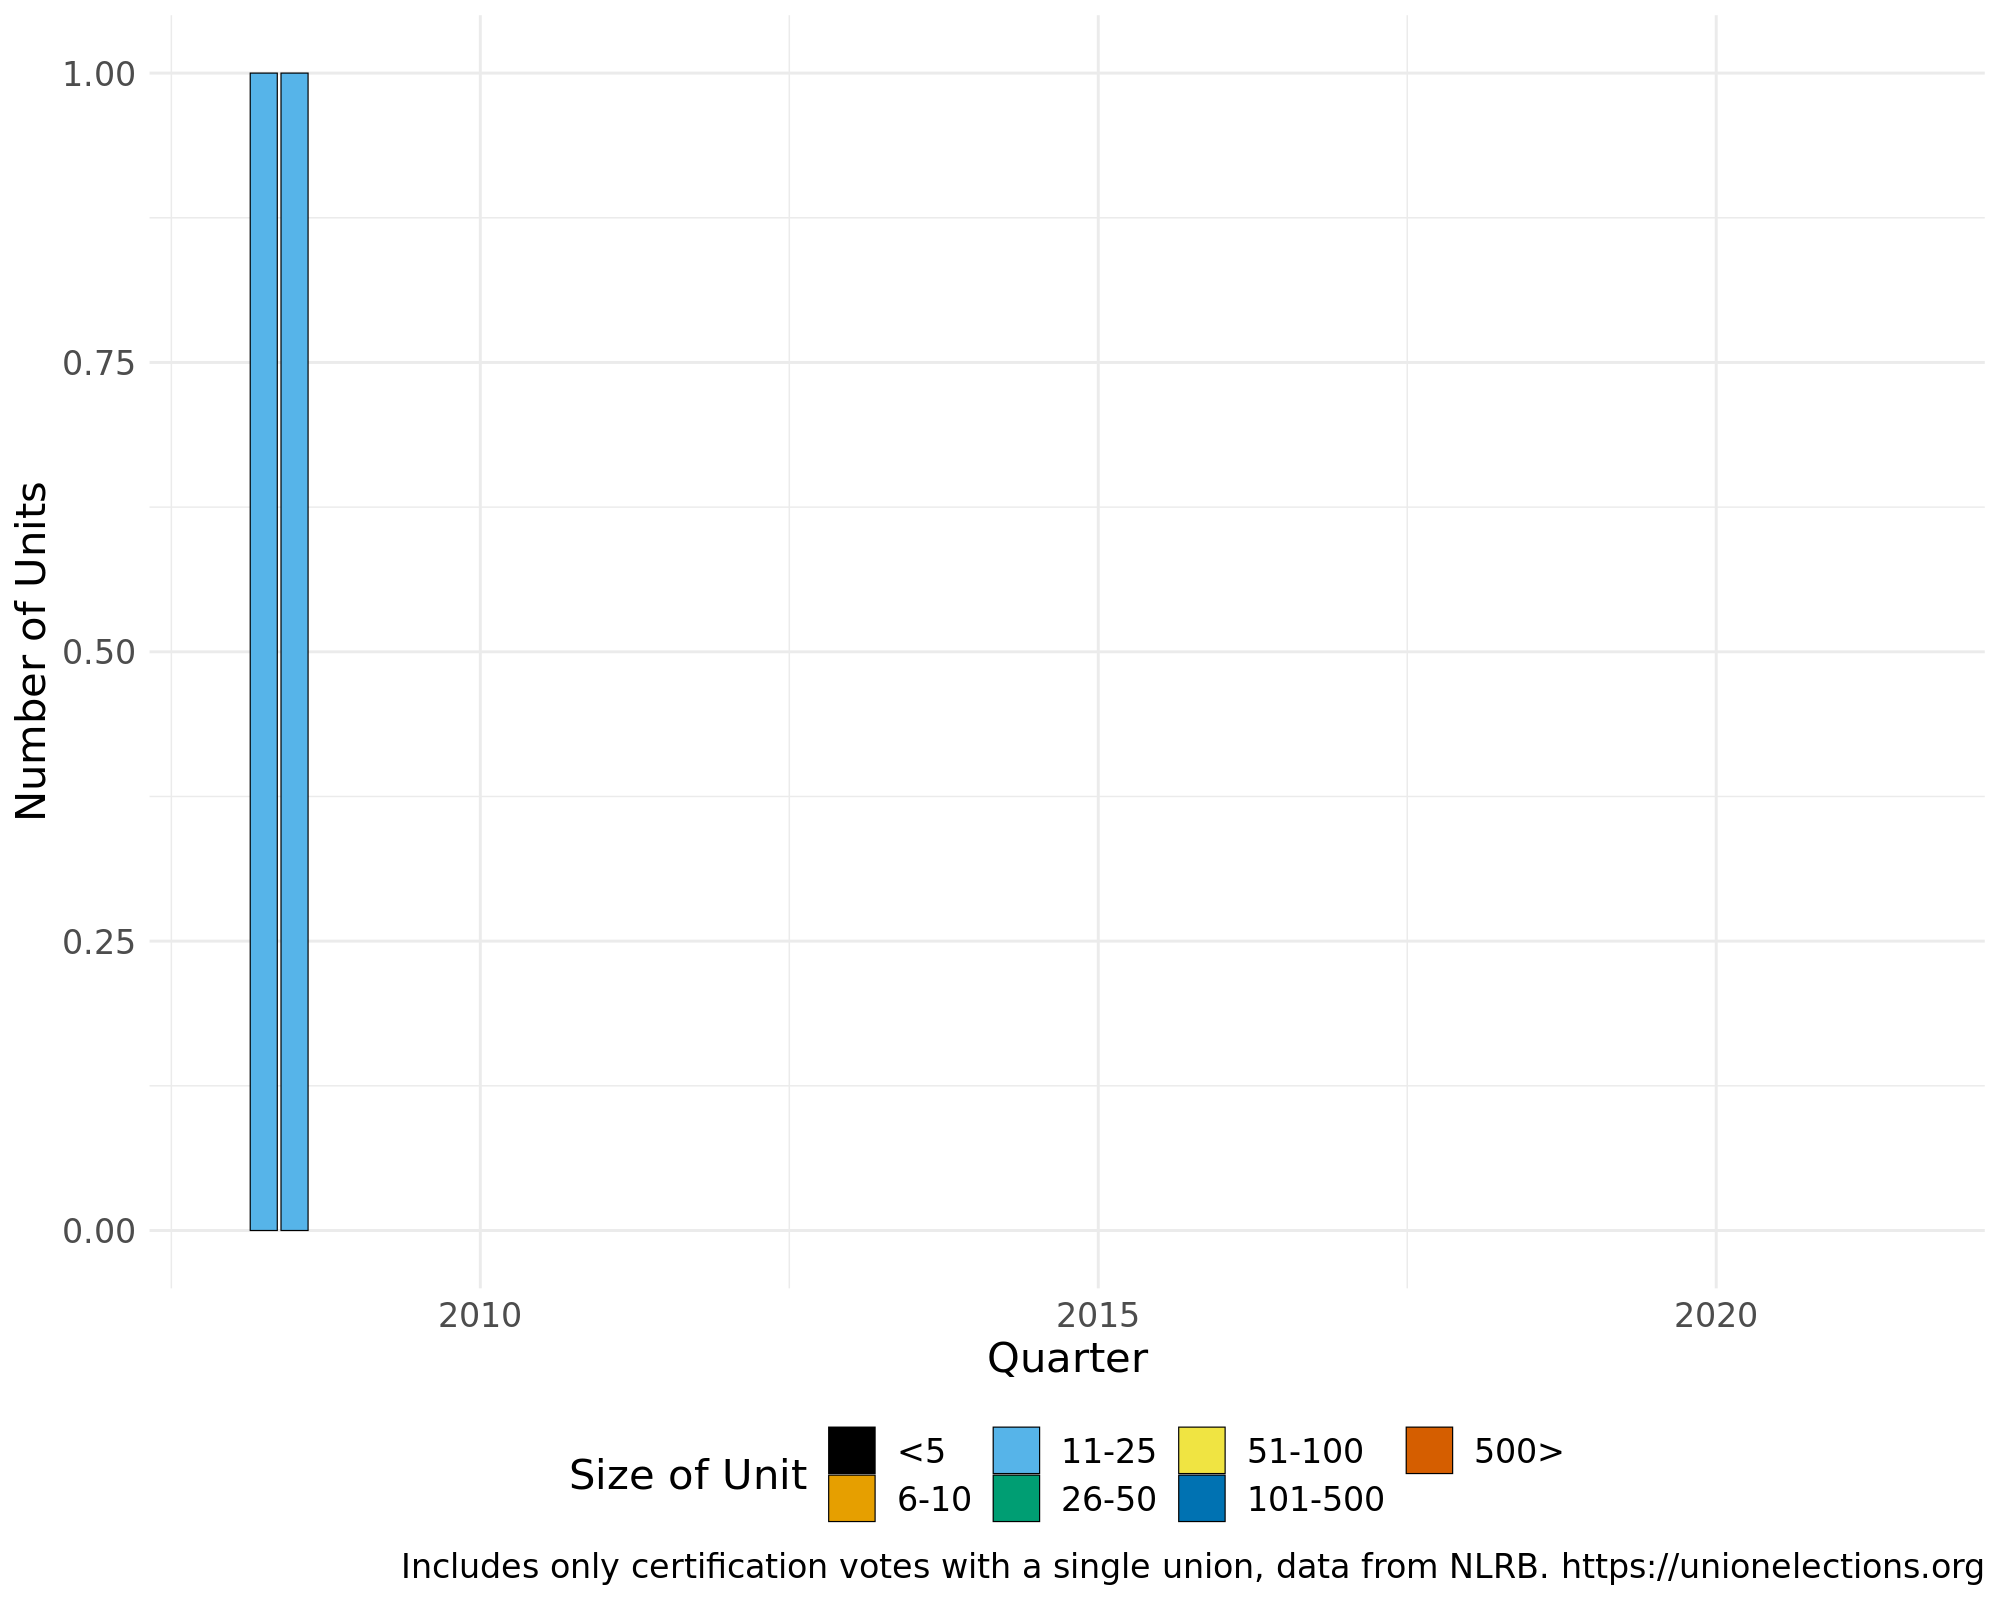 1.00
0.75
0.50
0.25
0.00
Number of Units
2010 2015 2020
Quarter
Size of Unit
<5 11-25 51-100 500>
6-10 26-50 101-500
Includes only certification votes with a single union, data from NLRB. https://unionelections.org